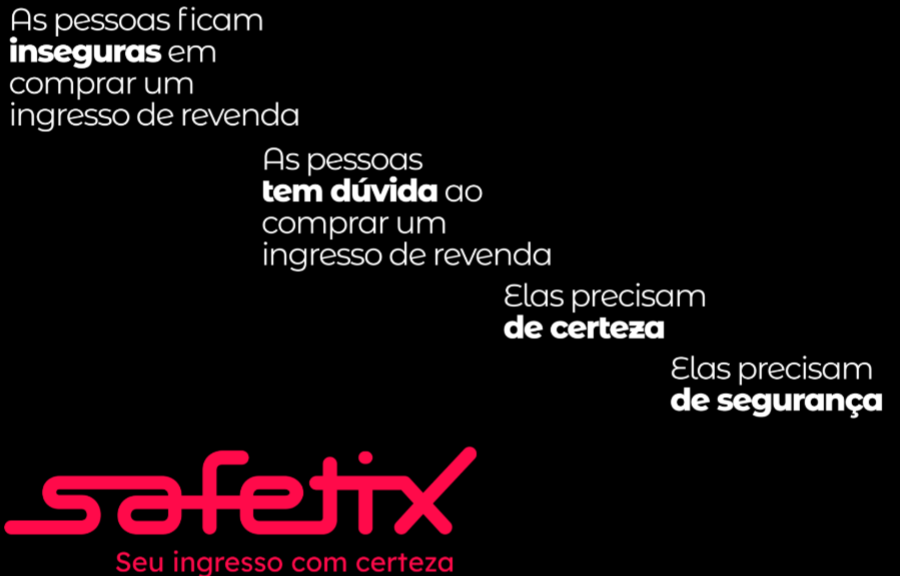 As pessoas ficam
inseguras em
comprar um
ingresso de revenda
As pessoas
tem dúvida ao
comprar um
ingresso de revenda
Elas precisam
de certeza
Elas precisam
de segurança
safetix
Seu ingresso com certeza